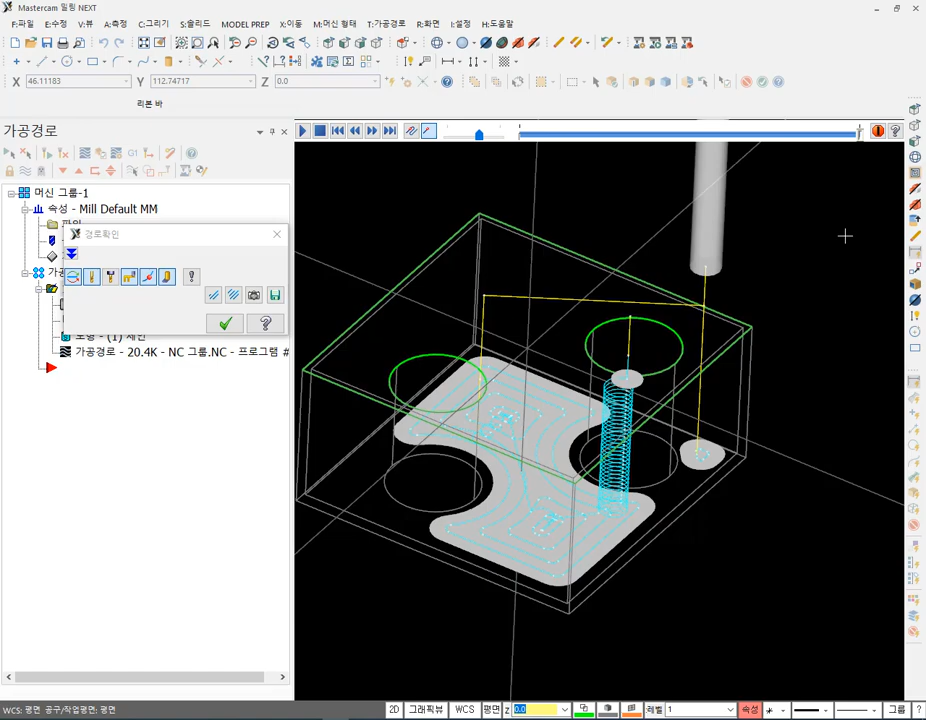 Mastercam 밀링 NEXT
F:파일 E:수정 V:뷰 A:측정 C:그리기 S:솔리드 MODEL PREP X:이동 M:머신 형태 T:가공경로 R:화면 I:설정 H:도움말
X 46.11183 Y 112.74717 Z 0.0
리본 바
가공경로
G1
머신 그룹-1
속성 - Mill Default MM
경로확인
가공경로 - 20.4K - NC 그룹.NC - 프로그램 #
WCS: 평면 공구/작업평면: 평면
2D 그래픽뷰 WCS 평면 Z 0.0 레벨 1 속성 그룹 ?